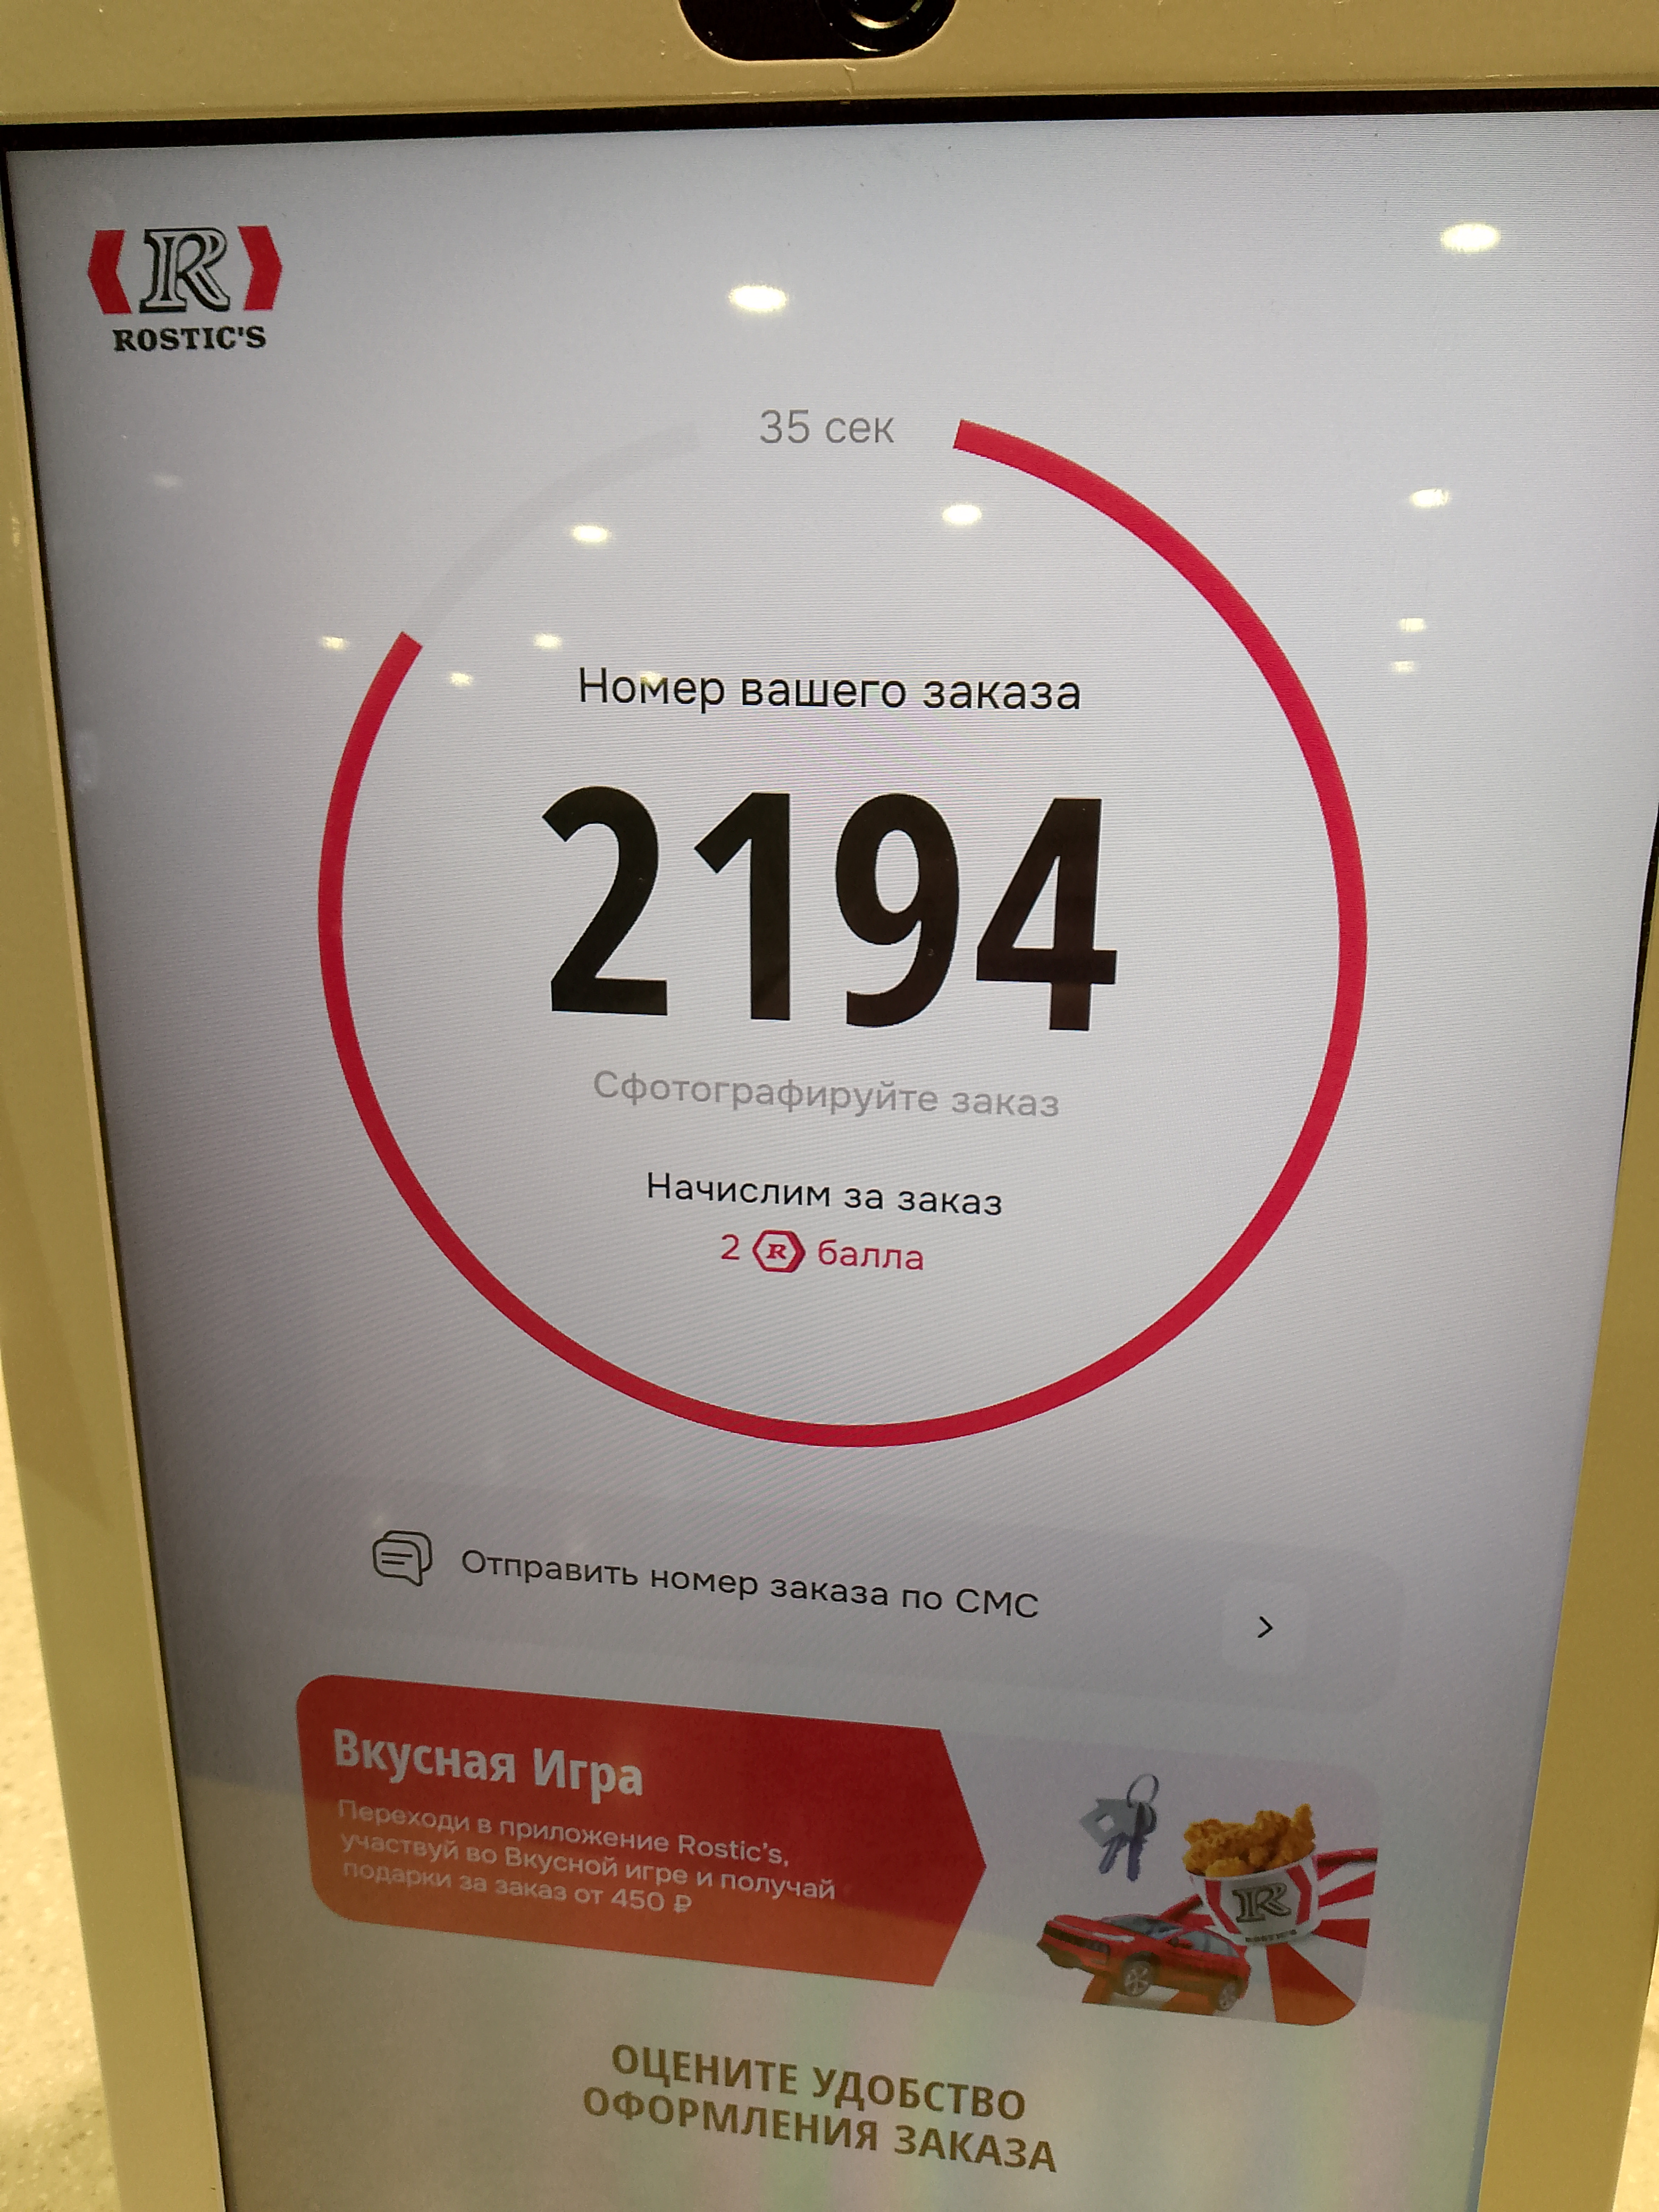 R
ROSTIC'S
35 сек
Номер вашего заказа
2194
Сфотографируйте заказ
Начислим за заказ
2 R балла
Отправить номер заказа по СМС
Вкусная Игра
Переходи в приложение Rostic's,
участвуй во Вкусной игре и получай
подарки за заказ от 450 ₽
R
ROSTIC'S
ОЦЕНИТЕ УДОБСТВО
ОФОРМЛЕНИЯ ЗАКАЗА